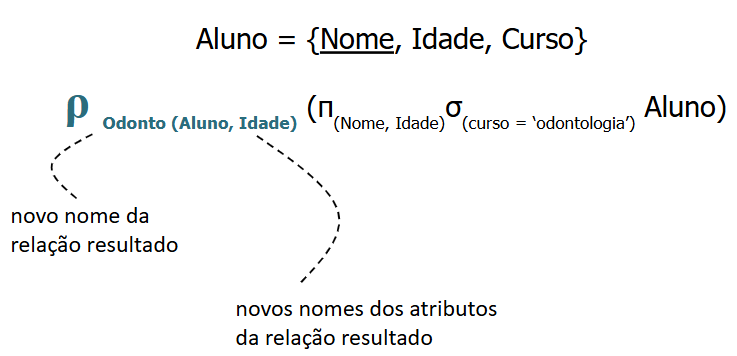 Aluno = {Nome, Idade, Curso}
ρ Odonto (Aluno, Idade) (π(Nome, Idade) σ(curso = ‘odontologia’) Aluno)
novo nome da
relação resultado
novos nomes dos atributos
da relação resultado